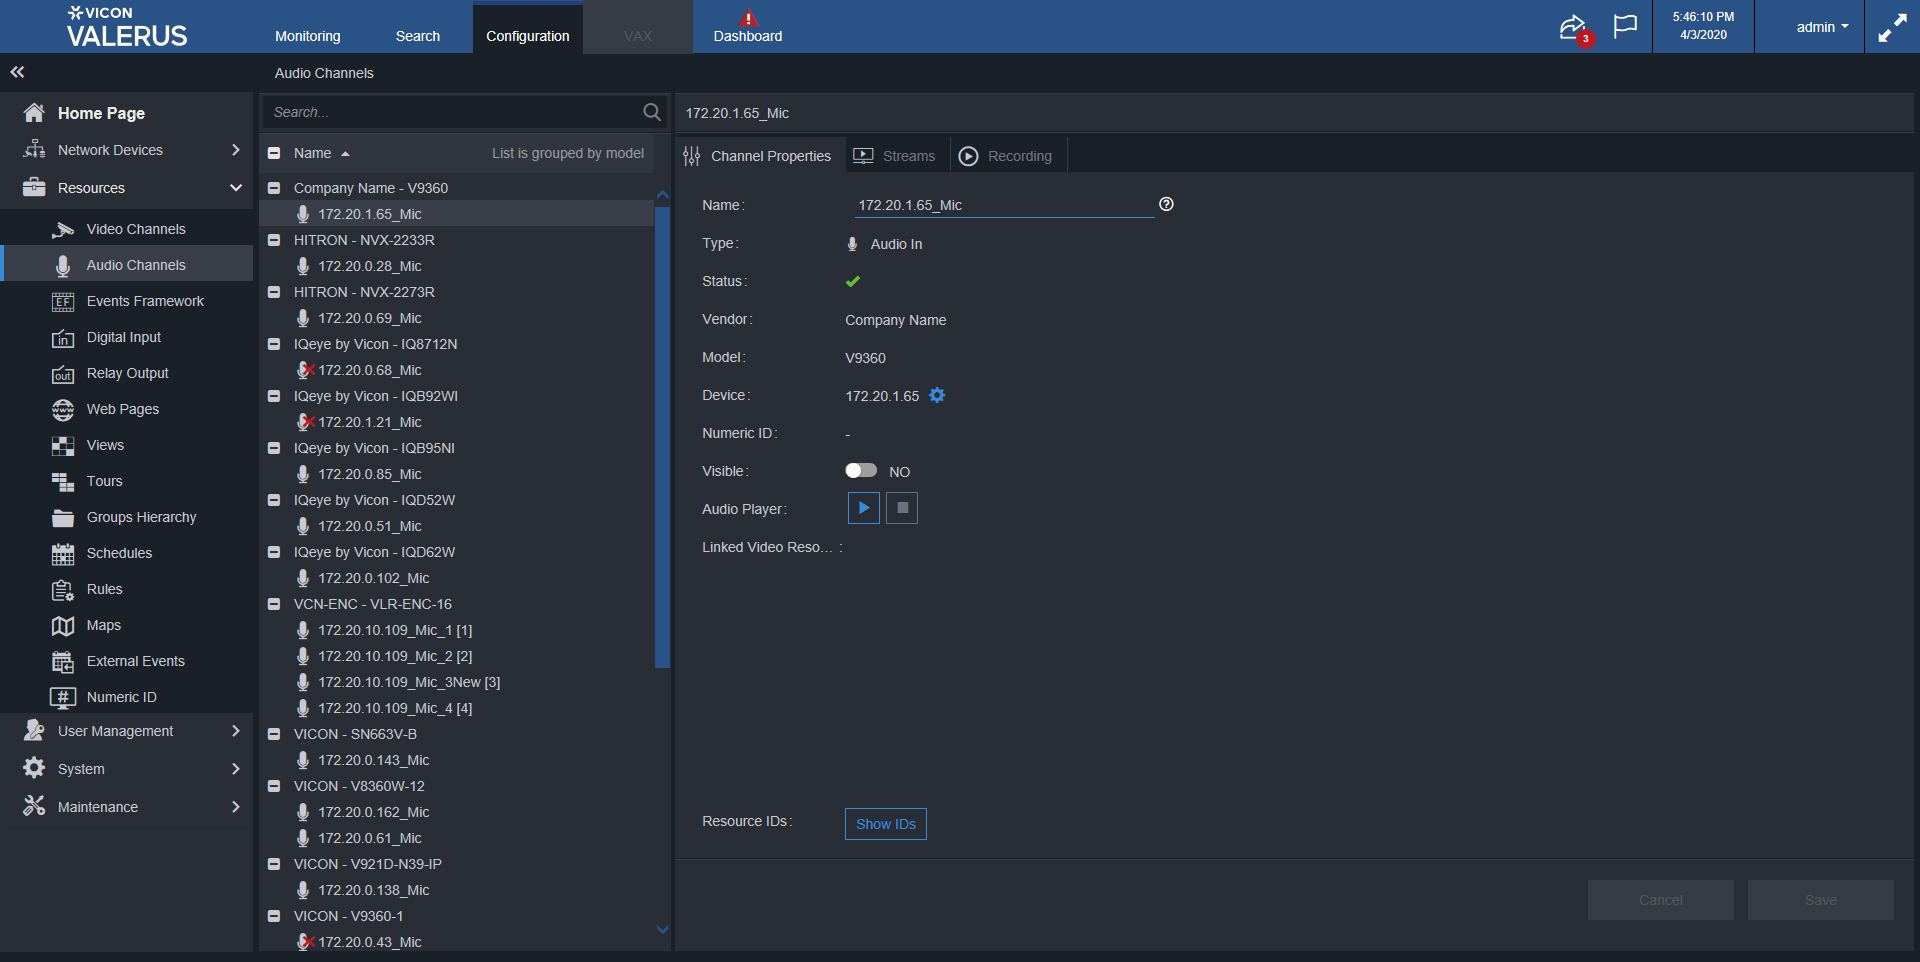 VICON
VALERUS
Monitoring
Search
Configuration
VAX
Dashboard
3
5:46:10 PM
4/3/2020
admin
Audio Channels
Home Page
Network Devices
Resources
Video Channels
Audio Channels
EF Events Framework
in Digital Input
out Relay Output
www Web Pages
Views
Tours
Groups Hierarchy
Schedules
Rules
Maps
External Events
# Numeric ID
User Management
System
Maintenance
Search...
Name List is grouped by model
Company Name - V9360
172.20.1.65_Mic
HITRON - NVX-2233R
172.20.0.28_Mic
HITRON - NVX-2273R
172.20.0.69_Mic
IQeye by Vicon - IQ8712N
172.20.0.68_Mic
IQeye by Vicon - IQB92WI
172.20.1.21_Mic
IQeye by Vicon - IQB95NI
172.20.0.85_Mic
IQeye by Vicon - IQD52W
172.20.0.51_Mic
IQeye by Vicon - IQD62W
172.20.0.102_Mic
VCN-ENC - VLR-ENC-16
172.20.10.109_Mic_1 [1]
172.20.10.109_Mic_2 [2]
172.20.10.109_Mic_3New [3]
172.20.10.109_Mic_4 [4]
VICON - SN663V-B
172.20.0.143_Mic
VICON - V8360W-12
172.20.0.162_Mic
172.20.0.61_Mic
VICON - V921D-N39-IP
172.20.0.138_Mic
VICON - V9360-1
172.20.0.43_Mic
172.20.1.65_Mic
Channel Properties
Streams
Recording
Name: 172.20.1.65_Mic ?
Type: Audio In
Status:
Vendor: Company Name
Model: V9360
Device: 172.20.1.65
Numeric ID: -
Visible: NO
Audio Player:
Linked Video Reso... :
Resource IDs: Show IDs
Cancel
Save